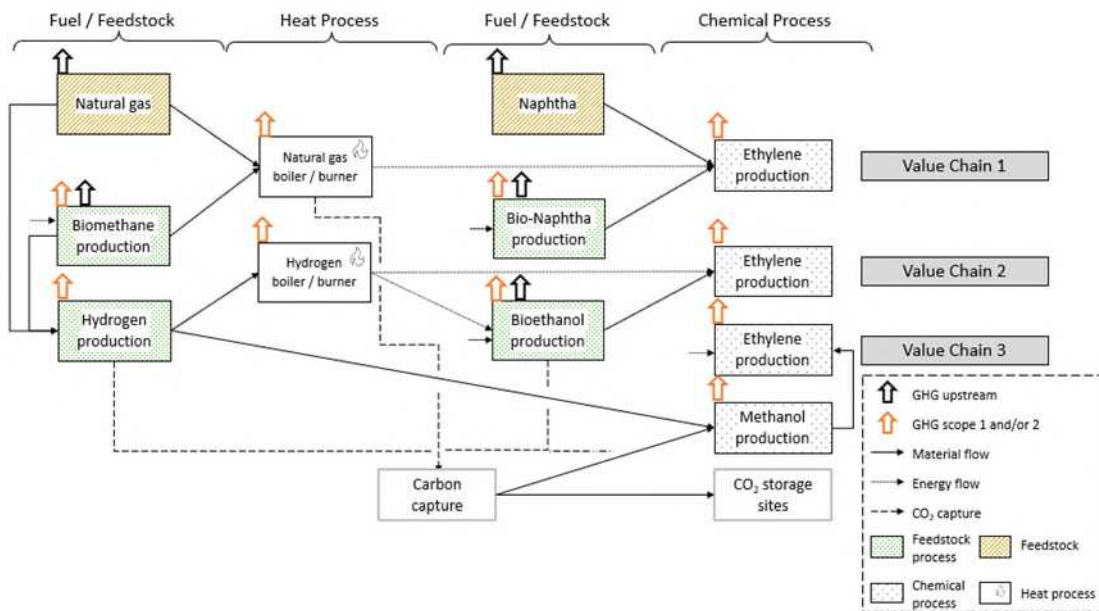 Fuel / Feedstock
Heat Process
Fuel / Feedstock
Chemical Process
Natural gas
Naphtha
Natural gas
boiler / burner
Ethylene
production
Value Chain 1
Biomethane
production
Bio-Naphtha
production
Hydrogen
boiler / burner
Ethylene
production
Value Chain 2
Hydrogen
production
Bioethanol
production
Ethylene
production
Value Chain 3
Methanol
production
Carbon
capture
CO₂ storage
sites
GHG upstream
GHG scope 1 and/or 2
Material flow
Energy flow
CO₂ capture
Feedstock
process
Feedstock
Chemical
process
Heat process